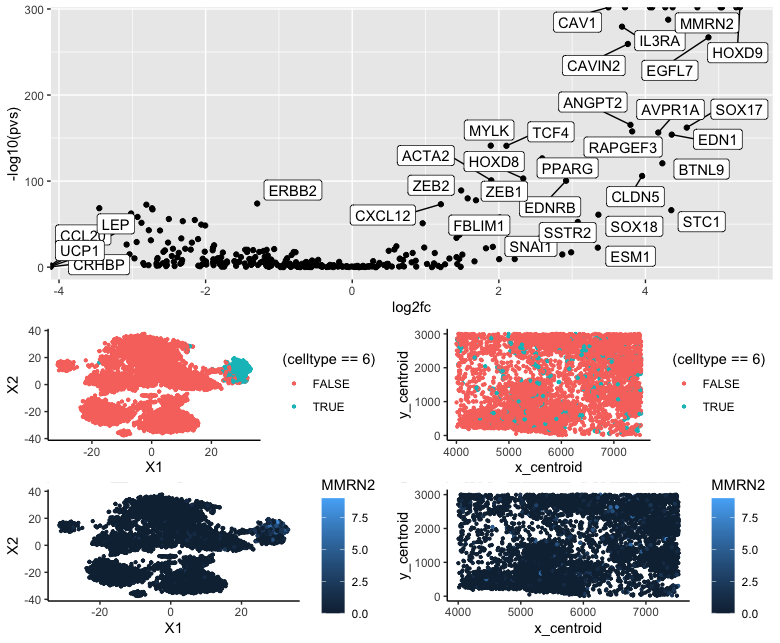 300
200
100
0
-log10(pvs)
CAV1
MMRN2
IL3RA
HOXD9
CAVIN2
EGFL7
ANGPT2
AVPR1A
SOX17
MYLK
TCF4
RAPGEF3
EDN1
ACTA2
HOXD8
PPARG
BTNL9
ZEB2
ZEB1
ERBB2
EDNRB
CLDN5
CXCL12
STC1
LEP
FBLIM1
SSTR2
SOX18
CCL20
UCP1
SNAI1
ESM1
CRHBP
-4
-2
0
2
4
log2fc
40
20
0
-20
-40
X2
-20
0
20
X1
(celltype == 6)
FALSE
TRUE
3000
2000
1000
0
y_centroid
4000
5000
6000
7000
x_centroid
(celltype == 6)
FALSE
TRUE
40
20
0
-20
-40
X2
-20
0
20
X1
MMRN2
7.5
5.0
2.5
0.0
3000
2000
1000
0
y_centroid
4000
5000
6000
7000
x_centroid
MMRN2
7.5
5.0
2.5
0.0